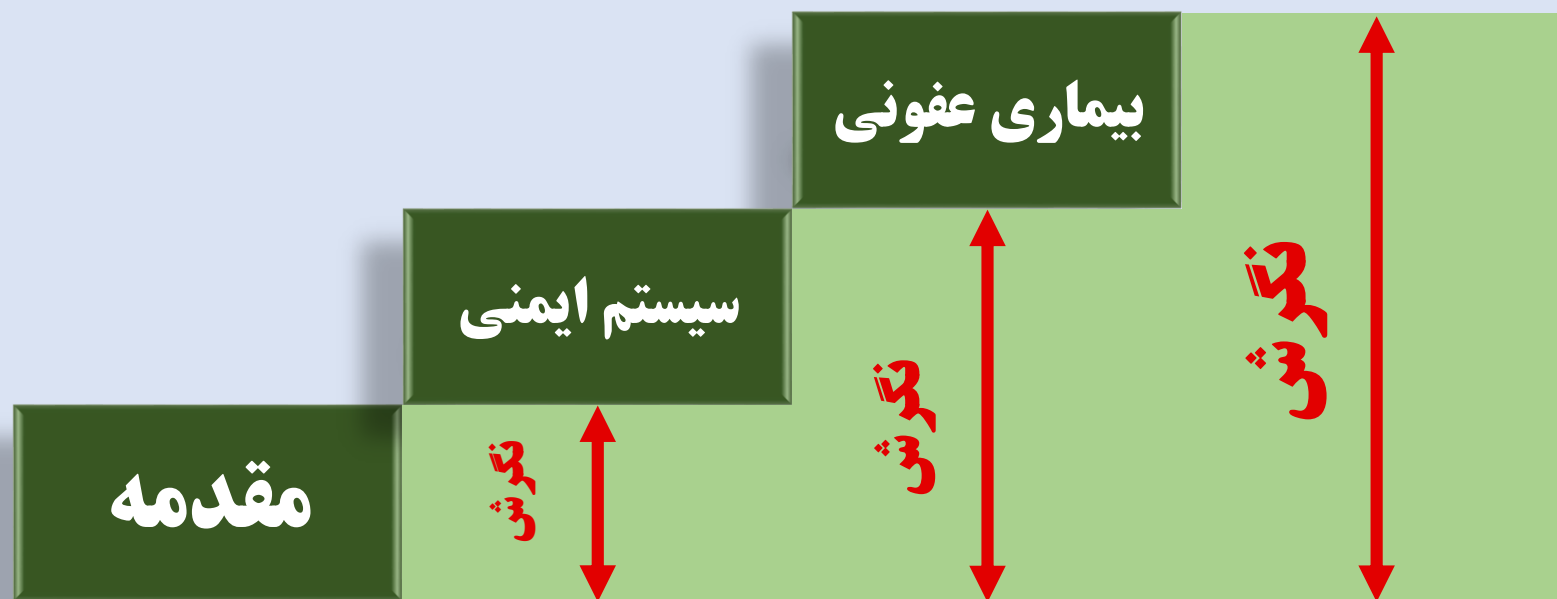 بیماری عفونی
سیستم ایمنی
مقدمه
نگرش
نگرش
نگرش